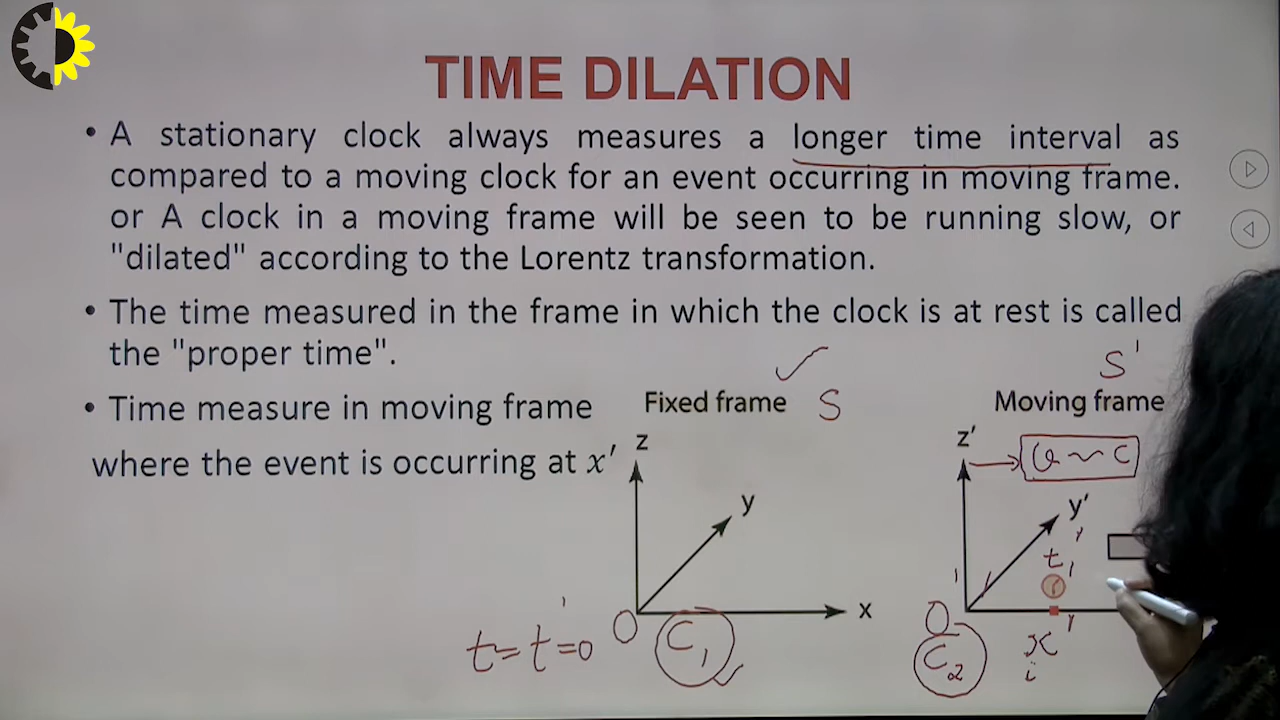 TIME DILATION
• A stationary clock always measures a longer time interval as
compared to a moving clock for an event occurring in moving frame.
or A clock in a moving frame will be seen to be running slow, or
"dilated" according to the Lorentz transformation.
• The time measured in the frame in which the clock is at rest is called
the "proper time".
• Time measure in moving frame
where the event is occurring at x′
Fixed frame S
S'
Moving frame
z
y
x
O
C₁
t = t' = 0
z′
v ~ c
y′
t₁'
O'
C₂
x'